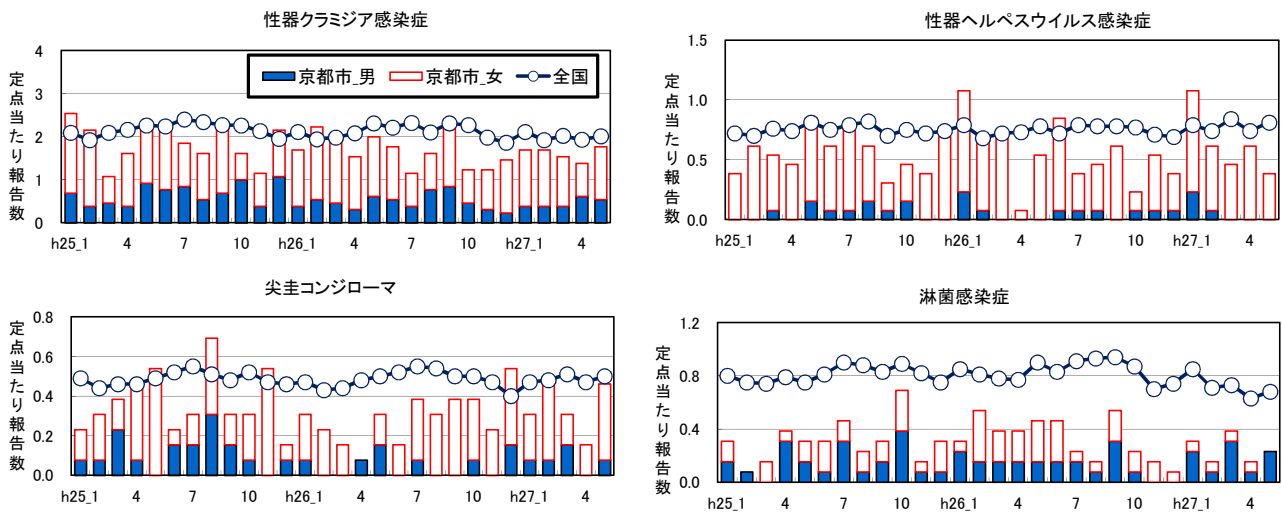 性器クラミジア感染症
定点当たり報告数
4
3
2
1
0
京都市_男 京都市_女 全国
h25_1 4 7 10 h26_1 4 7 10 h27_1 4
性器ヘルペスウイルス感染症
定点当たり報告数
1.5
1.0
0.5
0.0
h25_1 4 7 10 h26_1 4 7 10 h27_1 4
尖圭コンジローマ
定点当たり報告数
0.8
0.6
0.4
0.2
0.0
h25_1 4 7 10 h26_1 4 7 10 h27_1 4
淋菌感染症
定点当たり報告数
1.2
0.8
0.4
0.0
h25_1 4 7 10 h26_1 4 7 10 h27_1 4